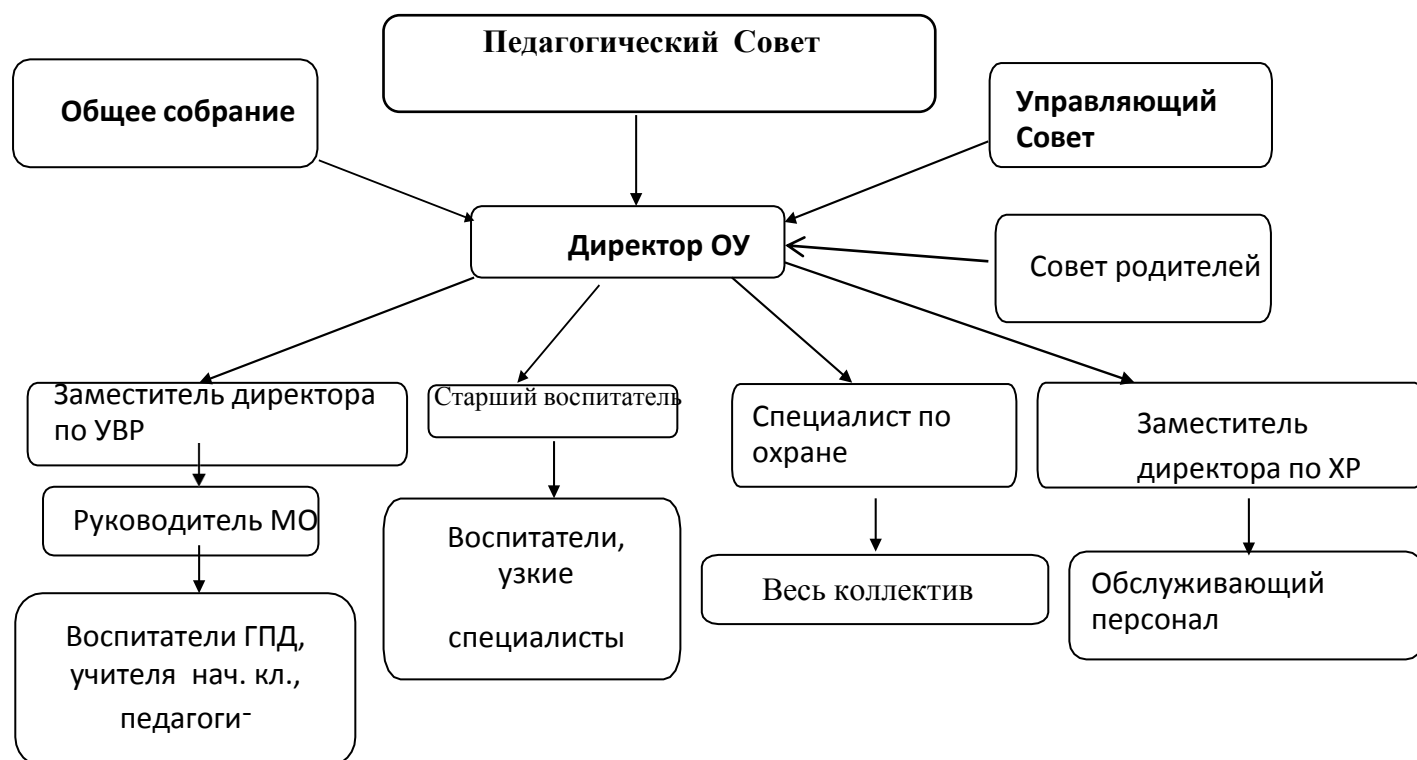 Педагогический Совет
Общее собрание
Управляющий
Совет
Директор ОУ
Совет родителей
Заместитель директора
по УВР
Старший воспитатель
Специалист по
охране
Заместитель
директора по ХР
Руководитель МО
Воспитатели,
узкие
специалисты
Весь коллектив
Обслуживающий
персонал
Воспитатели ГПД,
учителя нач. кл.,
педагоги-